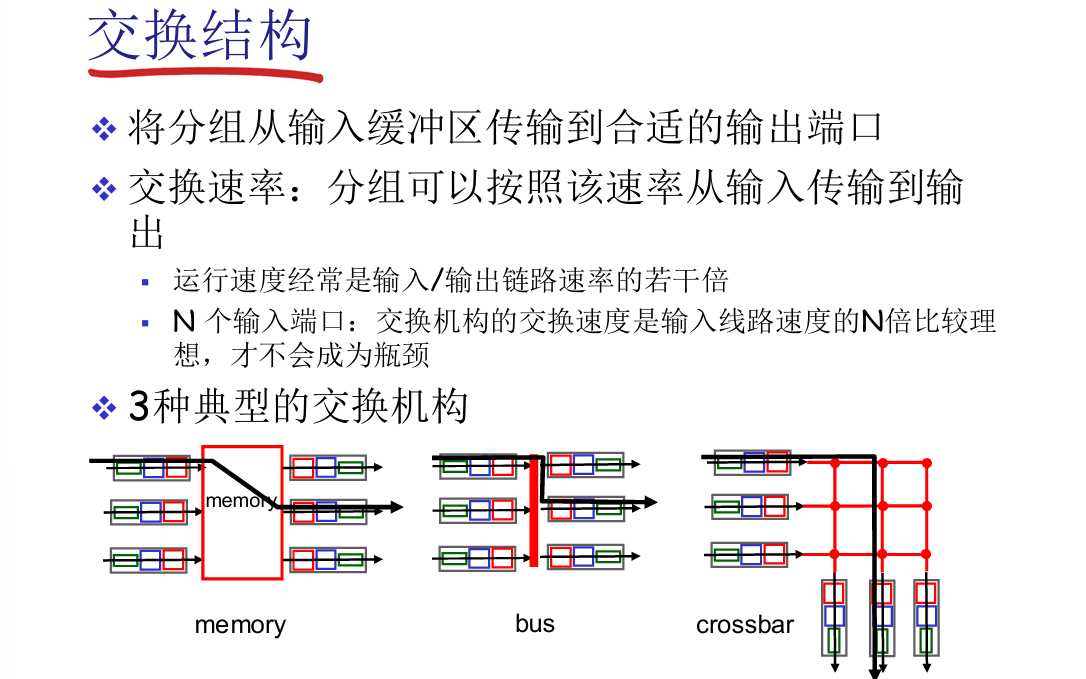 交换结构
将分组从输入缓冲区传输到合适的输出端口
交换速率：分组可以按照该速率从输入传输到输
出
运行速度经常是输入/输出链路速率的若干倍
N 个输入端口：交换机构的交换速度是输入线路速度的N倍比较理
想，才不会成为瓶颈
3种典型的交换机构
memory
memory
bus
crossbar